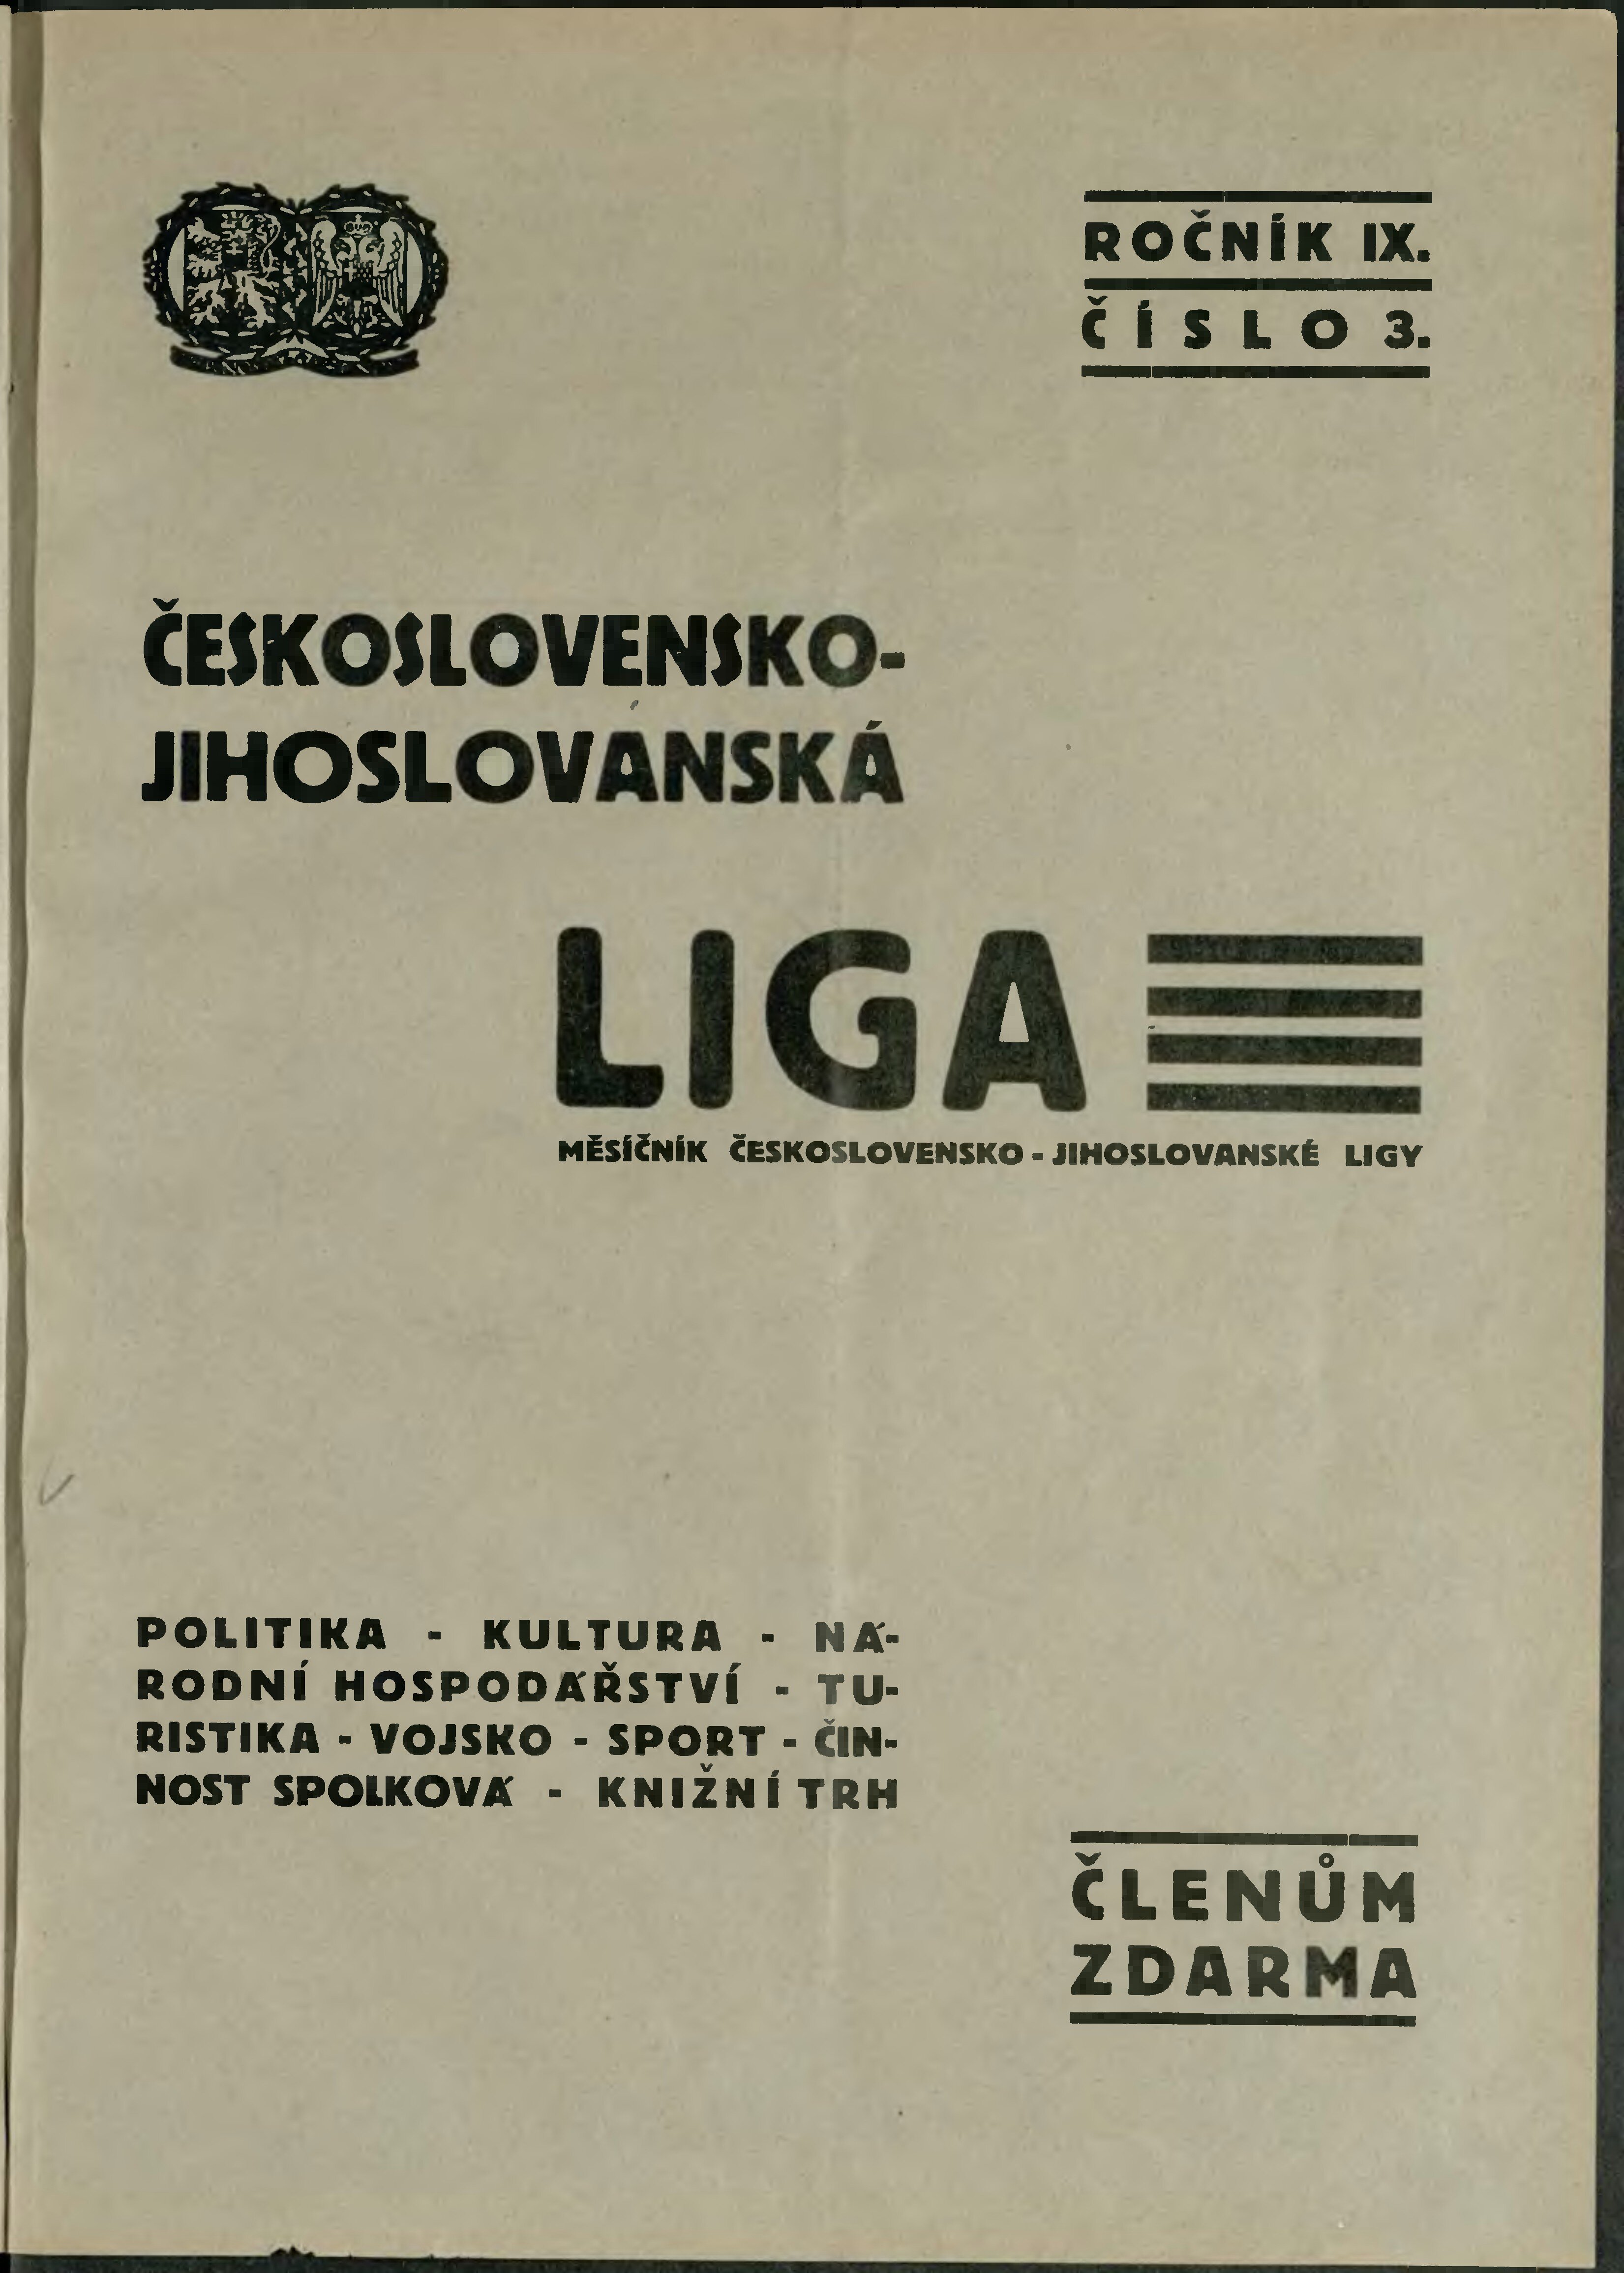 ROČNÍK IX.
ČÍSLO 3.
ČESKOSLOVENSKO-
JIHOSLOVANSKÁ
LIGA
MĚSÍČNÍK ČESKOSLOVENSKO-JIHOSLOVANSKÉ LIGY
POLITIKA - KULTURA - NÁ-
RODNÍ HOSPODÁŘSTVÍ - TU-
RISTIKA - VOJSKO - SPORT - ČIN-
NOST SPOLKOVÁ - KNIŽNÍ TRH
ČLENŮM
ZDARMA